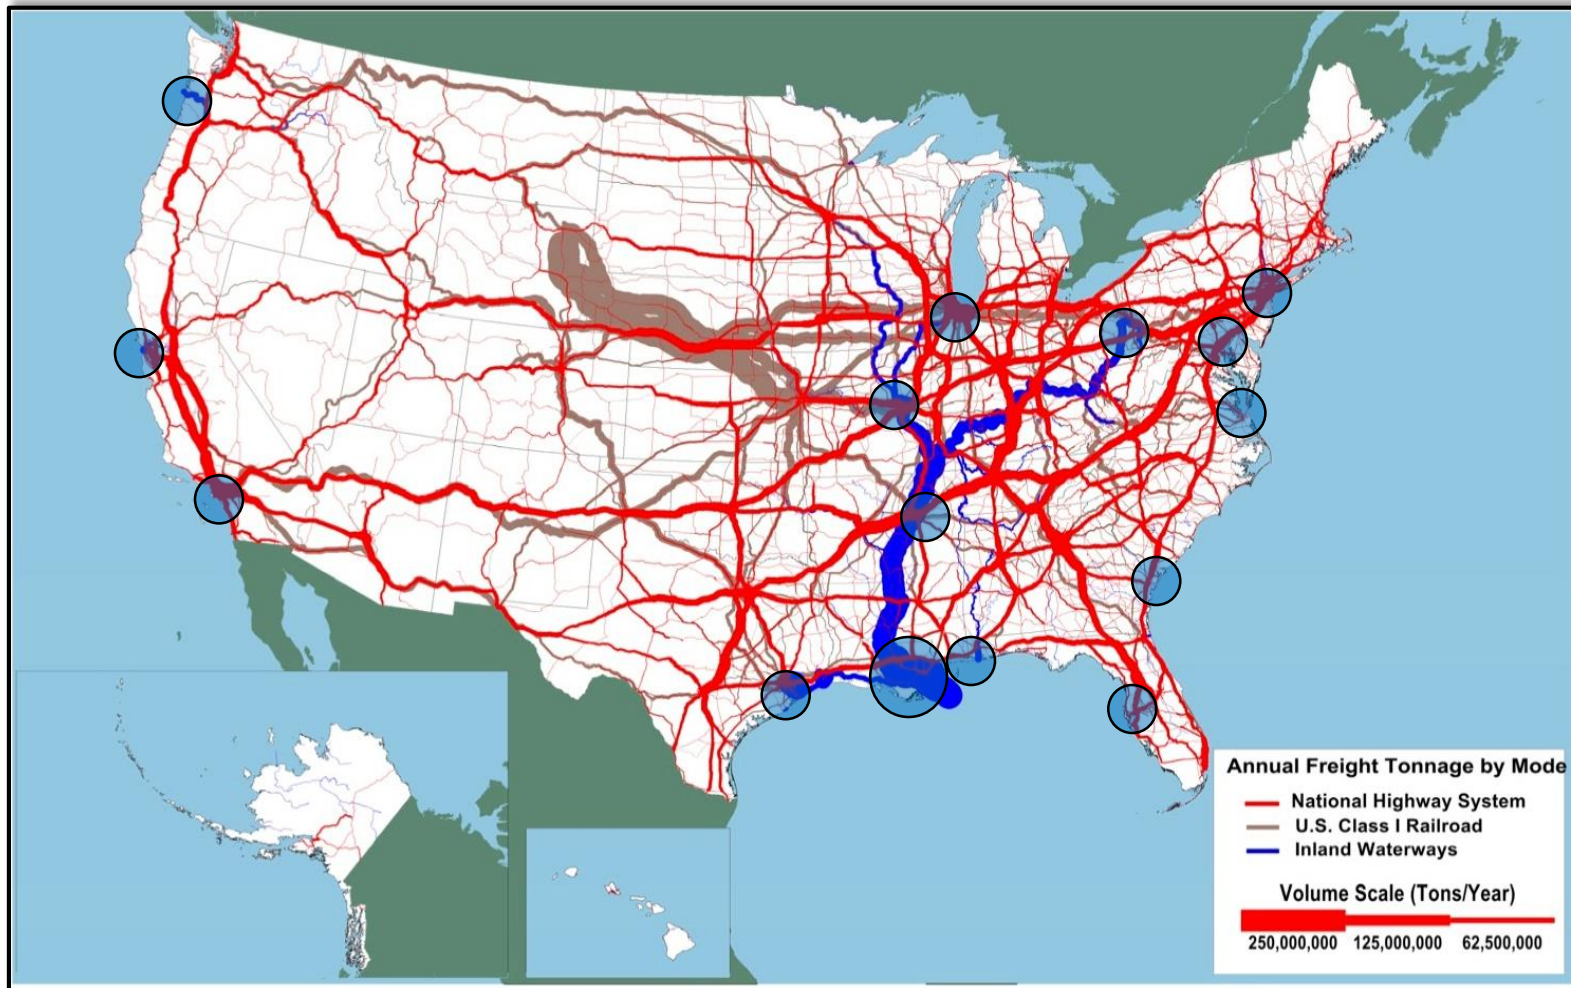 Annual Freight Tonnage by Mode
National Highway System
U.S. Class I Railroad
Inland Waterways
Volume Scale (Tons/Year)
250,000,000 125,000,000 62,500,000